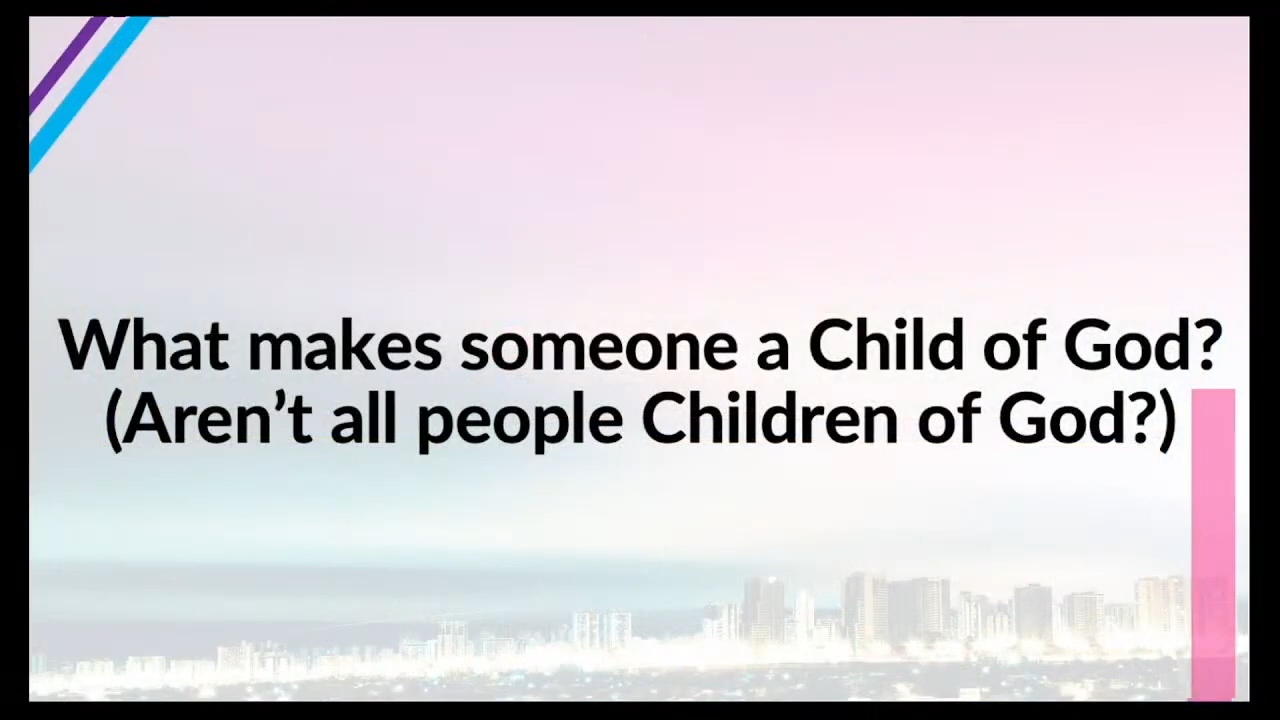 What makes someone a Child of God?
(Aren’t all people Children of God?)